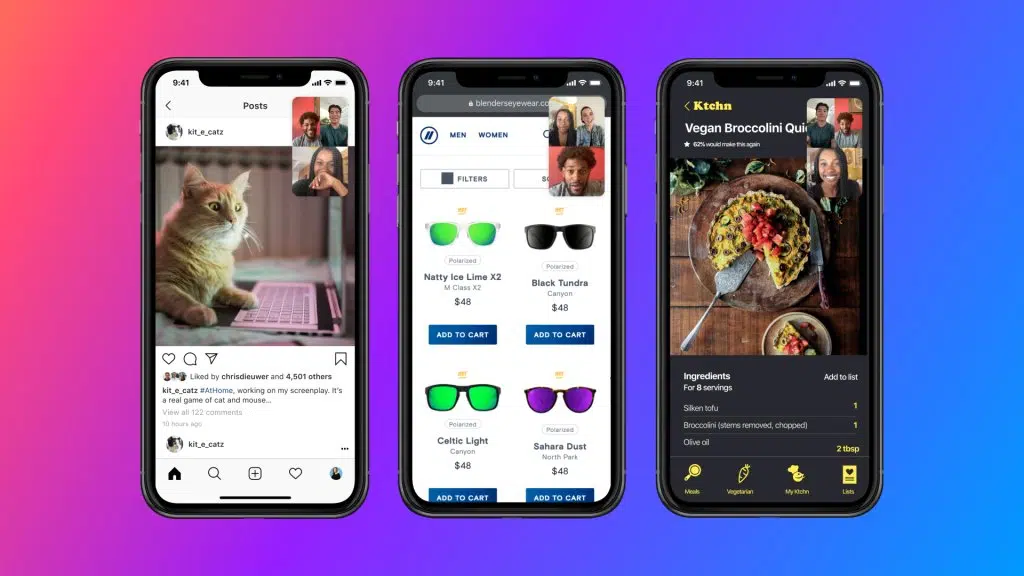 9:41
Posts
kit_e_catz
Liked by chrisdieuwer and 4,501 others
kit_e_catz #AtHome, working on my screenplay. It's
a real game of cat and mouse...
View all 122 comments
10 hours ago
kit_e_catz
9:41
blenderseyewear.co
MEN WOMEN
FILTERS
HOT
Polarized
Natty Ice Lime X2
M Class X2
$48
ADD TO CART
HOT
Polarized
Black Tundra
Canyon
$48
ADD TO CART
HOT
Polarized
Celtic Light
Canyon
$48
ADD TO CART
HOT
Polarized
Sahara Dust
North Park
$48
ADD TO CART
9:41
Ktchn
Vegan Broccolini Qui
62% would make this again
Ingredients
For 8 servings
Add to list
Silken tofu 1
Broccolini (stems removed, chopped) 1
Olive oil 2 tbsp
Meals Vegetarian My Ktchn Lists